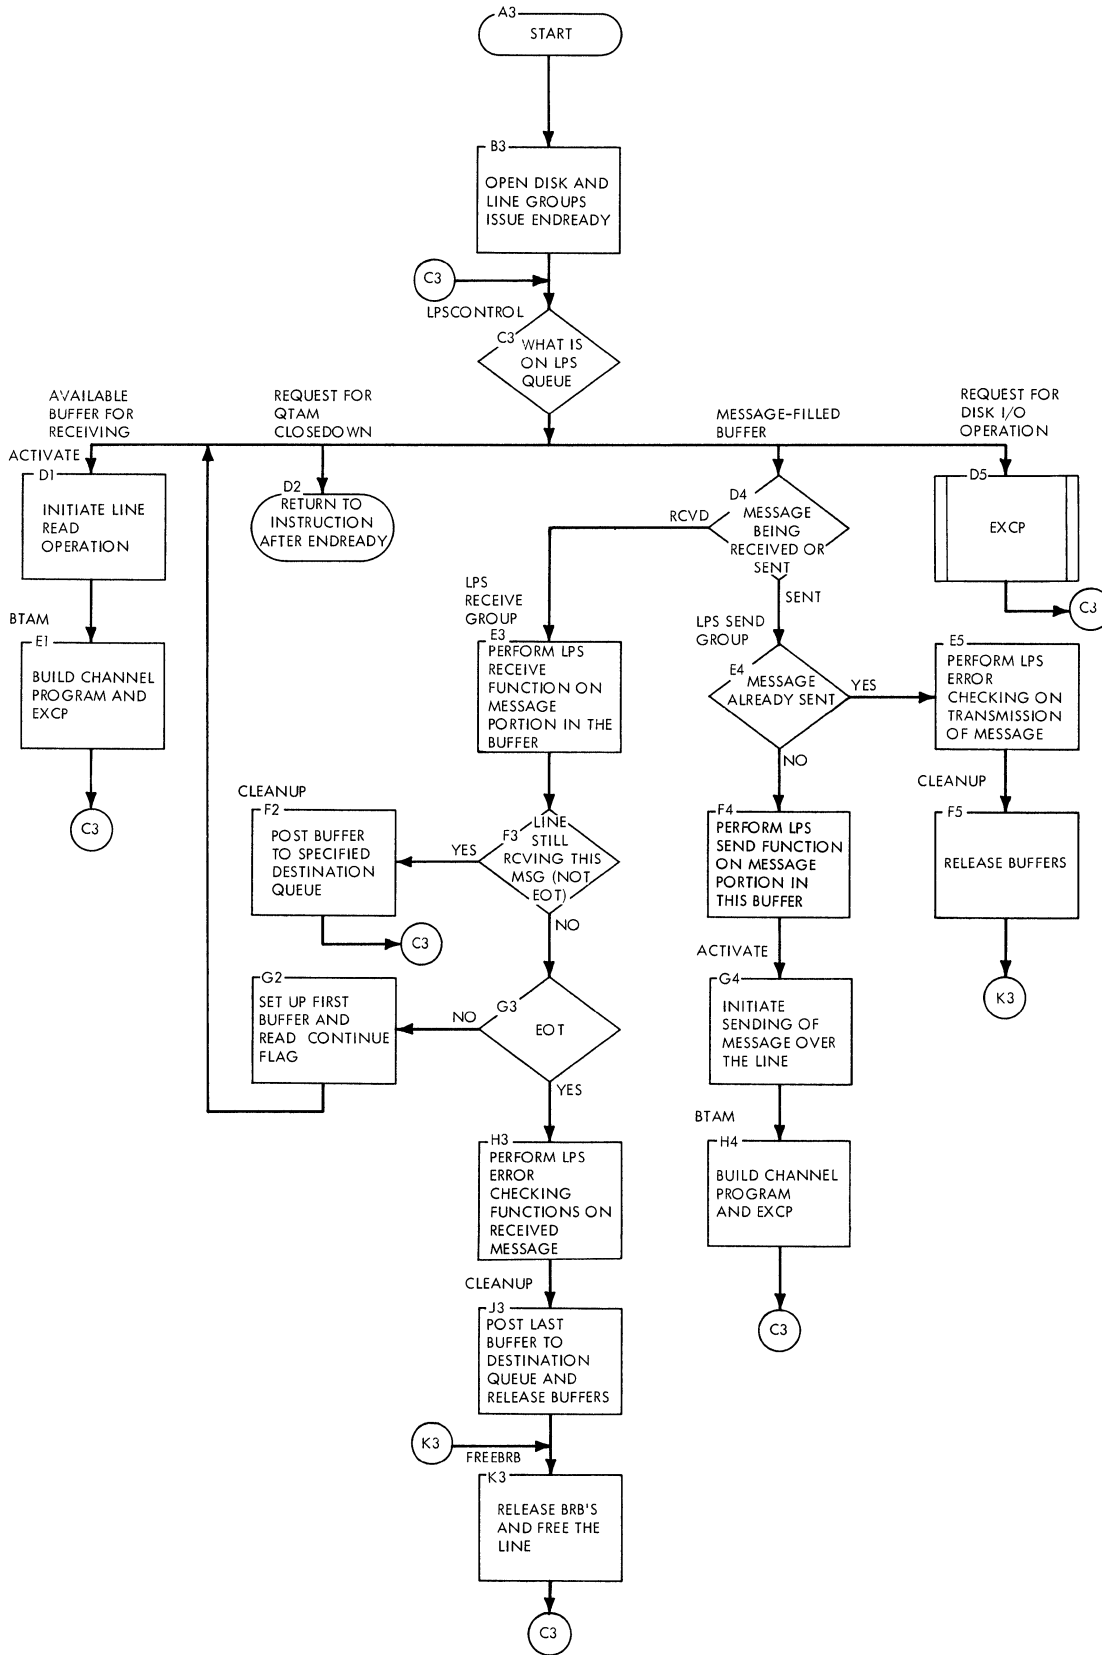 A3
START
B3
OPEN DISK AND
LINE GROUPS
ISSUE ENDREADY
C3
LPSCONTROL
C3
WHAT IS
ON LPS
QUEUE
AVAILABLE
BUFFER FOR
RECEIVING
REQUEST FOR
QTAM
CLOSEDOWN
MESSAGE-FILLED
BUFFER
REQUEST FOR
DISK I/O
OPERATION
ACTIVATE
D1
INITIATE LINE
READ
OPERATION
D2
RETURN TO
INSTRUCTION
AFTER ENDREADY
D4
MESSAGE
BEING
RECEIVED OR
SENT
RCVD
SENT
D5
EXCP
C3
BTAM
E1
BUILD CHANNEL
PROGRAM AND
EXCP
C3
LPS
RECEIVE
GROUP
E3
PERFORM LPS
RECEIVE
FUNCTION ON
MESSAGE
PORTION IN THE
BUFFER
LPS SEND
GROUP
E4
MESSAGE
ALREADY SENT
YES
NO
E5
PERFORM LPS
ERROR
CHECKING ON
TRANSMISSION
OF MESSAGE
CLEANUP
F2
POST BUFFER
TO SPECIFIED
DESTINATION
QUEUE
C3
YES
F3
LINE
STILL
RCVING THIS
MSG (NOT
EOT)
NO
F4
PERFORM LPS
SEND FUNCTION
ON MESSAGE
PORTION IN
THIS BUFFER
CLEANUP
F5
RELEASE BUFFERS
K3
G2
SET UP FIRST
BUFFER AND
READ CONTINUE
FLAG
NO
G3
EOT
YES
ACTIVATE
G4
INITIATE
SENDING OF
MESSAGE OVER
THE LINE
H3
PERFORM LPS
ERROR
CHECKING
FUNCTIONS ON
RECEIVED
MESSAGE
BTAM
H4
BUILD CHANNEL
PROGRAM
AND EXCP
C3
CLEANUP
J3
POST LAST
BUFFER TO
DESTINATION
QUEUE AND
RELEASE BUFFERS
K3
FREEBRB
K3
RELEASE BRB'S
AND FREE THE
LINE
C3